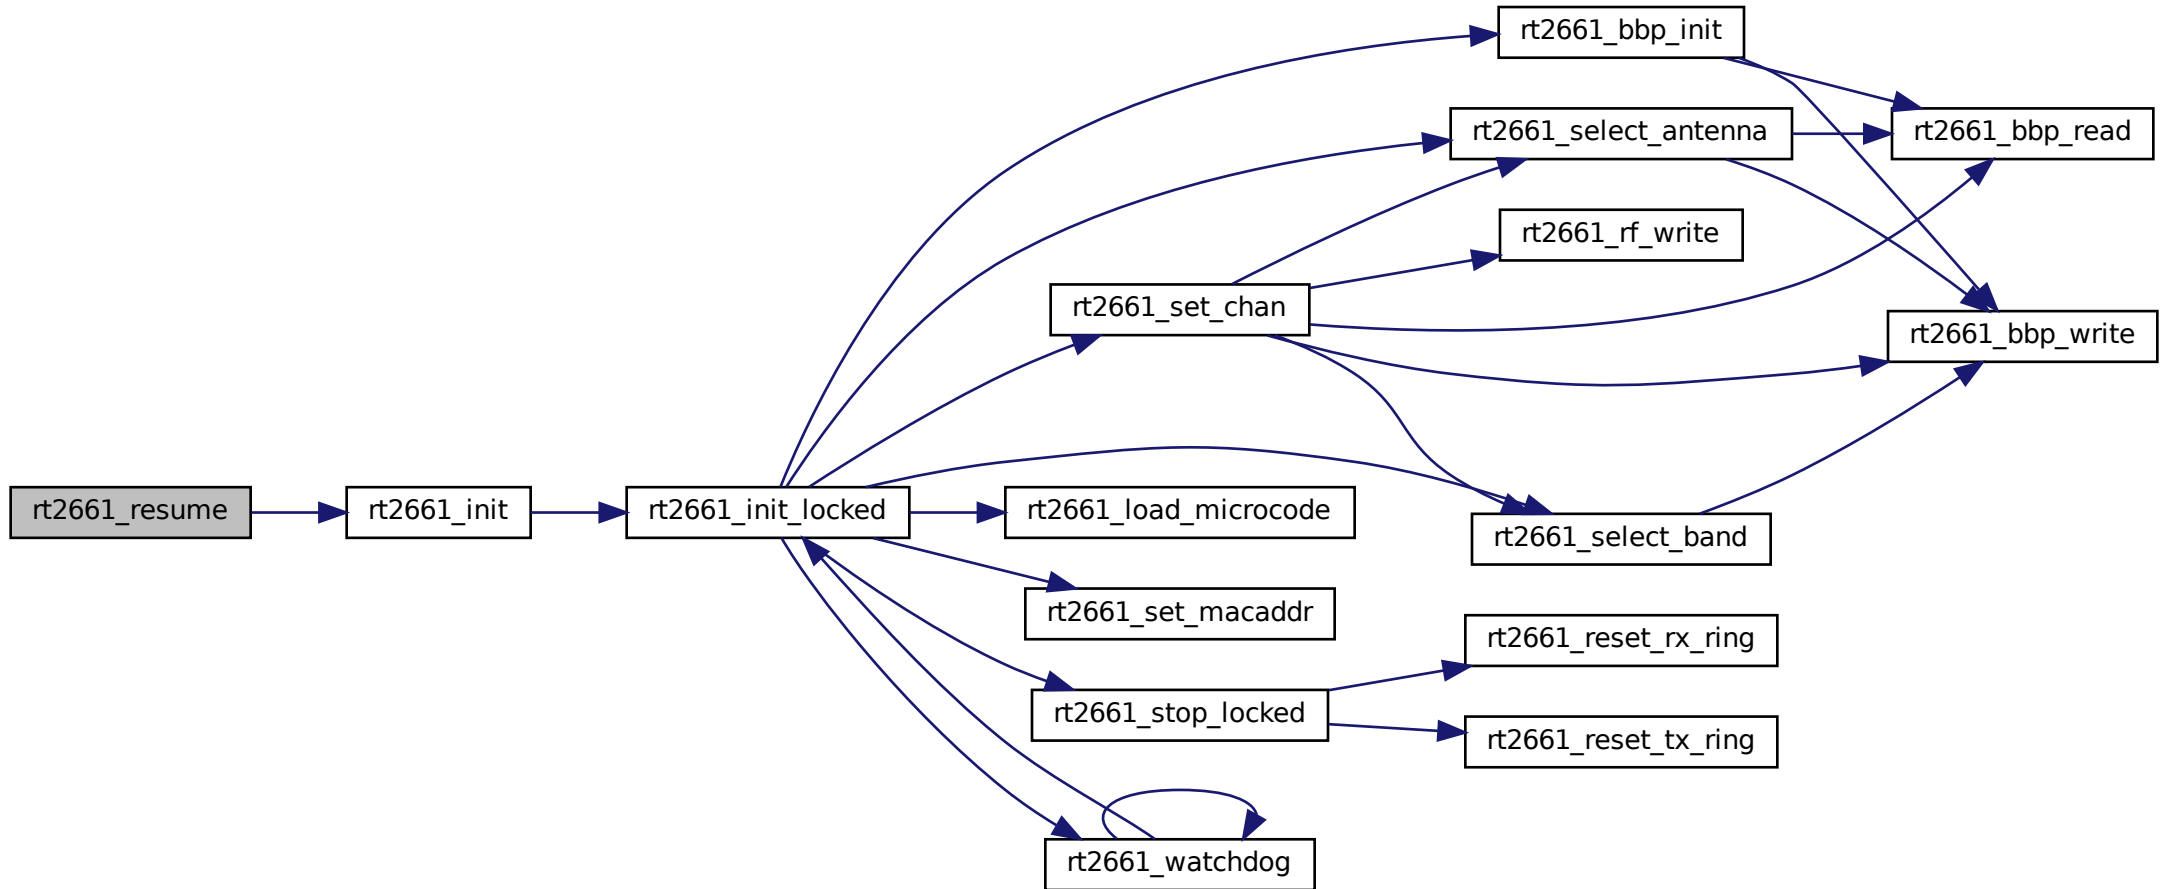 rt2661_resume
rt2661_init
rt2661_init_locked
rt2661_bbp_init
rt2661_select_antenna
rt2661_bbp_read
rt2661_rf_write
rt2661_set_chan
rt2661_bbp_write
rt2661_load_microcode
rt2661_select_band
rt2661_set_macaddr
rt2661_reset_rx_ring
rt2661_stop_locked
rt2661_reset_tx_ring
rt2661_watchdog